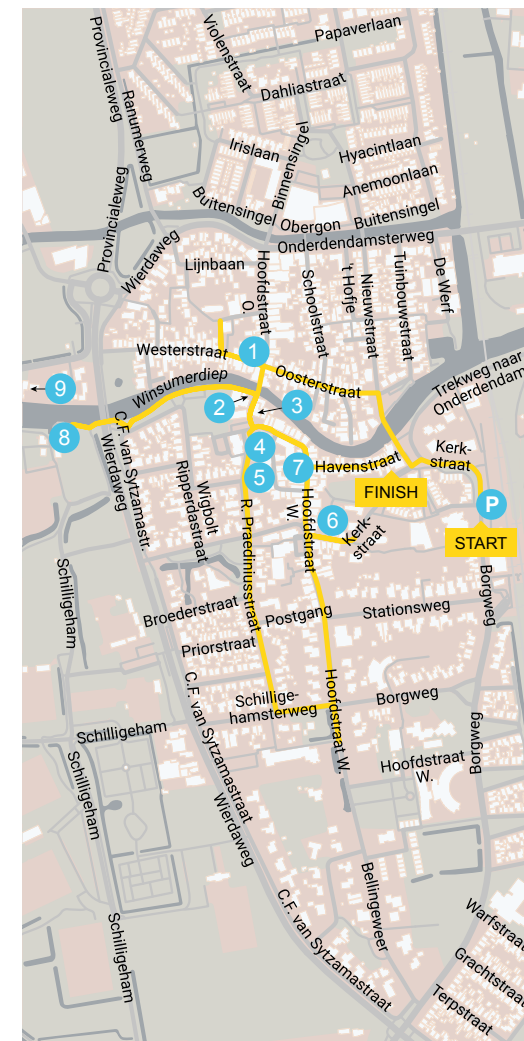 Papaverlaan
Violenstraat
Provincialeweg
Dahliastraat
Ranumerweg
Irislaan
Binnensingel
Hyacintlaan
Anemoonlaan
Buitensingel
Obergon
Buitensingel
Onderdendamsterweg
Provincialeweg
Wierdaweg
Lijnbaan
Hoofdstraat
O.
Schoolstraat
't Hofje
Nieuwstraat
Tuinbouwstraat
De Werf
Westerstraat
1
Oosterstraat
Trekweg naar
Onderdendam
9
Winsumerdiep
2
3
8
C.F. van Sytzamastr.
Wierdaweg
4
5
7
Havenstraat
Kerk-
straat
FINISH
P
START
Wigbolt
Ripperdastraat
R. Praediniusstraat
Hoofdstraat
W.
6
Kerk-
straat
Schilligeham
Borgweg
Broederstraat
Postgang
Stationsweg
Priorstraat
C.F. van Sytzamastraat
Wierdaweg
Schillige-
hamsterweg
Hoofdstraat W.
Borgweg
Schilligeham
Borgweg
Hoofdstraat
W.
Schilligeham
Bellingeweer
C.F. van Sytzamastraat
Schilligeham
Warfstraat
Grachtstraat
Terpstraat